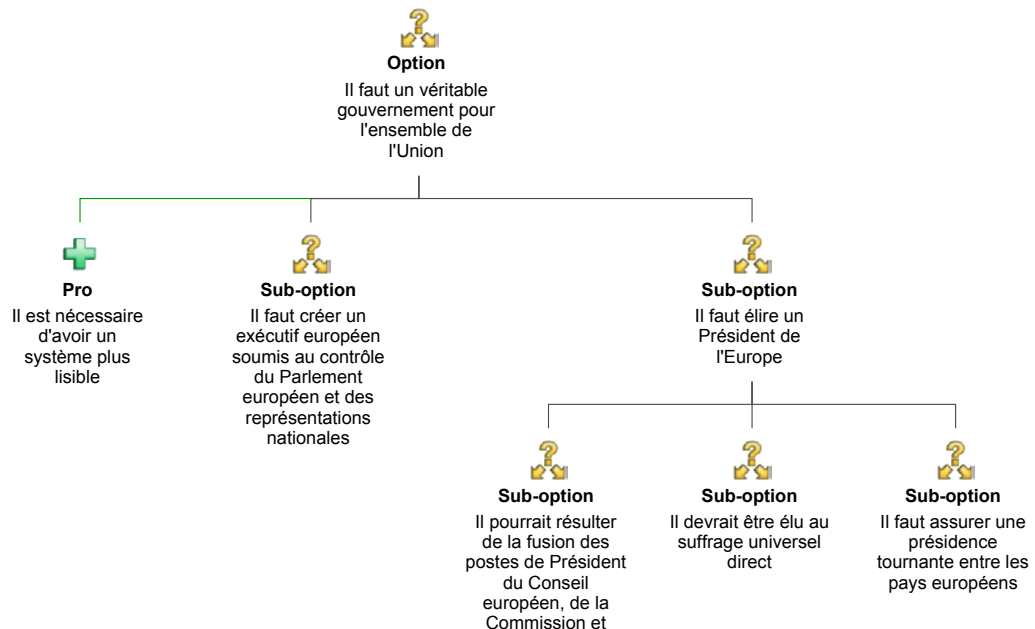 Option
Il faut un véritable
gouvernement pour
l'ensemble de
l'Union
Pro
Il est nécessaire
d'avoir un
système plus
lisible
Sub-option
Il faut créer un
exécutif européen
soumis au contrôle
du Parlement
européen et des
représentations
nationales
Sub-option
Il faut élire un
Président de
l'Europe
Sub-option
Il pourrait résulter
de la fusion des
postes de Président
du Conseil
européen, de la
Commission et
Sub-option
Il devrait être élu au
suffrage universel
direct
Sub-option
Il faut assurer une
présidence
tournante entre les
pays européens